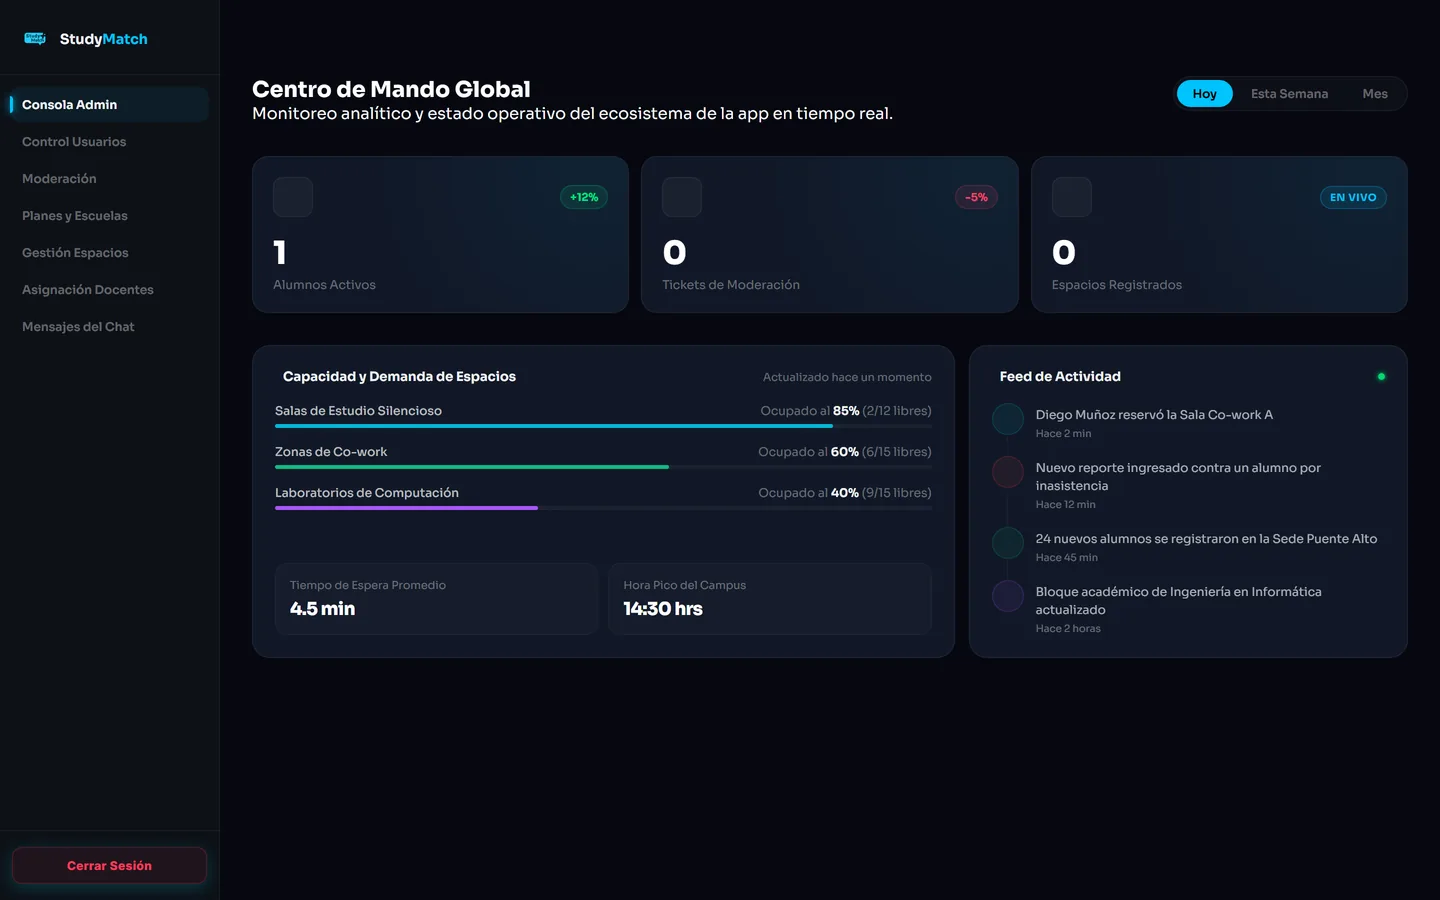 StudyMatch
Consola Admin
Control Usuarios
Moderación
Planes y Escuelas
Gestión Espacios
Asignación Docentes
Mensajes del Chat
Cerrar Sesión
Centro de Mando Global
Monitoreo analítico y estado operativo del ecosistema de la app en tiempo real.
Hoy
Esta Semana
Mes
+12%
1
Alumnos Activos
-5%
0
Tickets de Moderación
EN VIVO
0
Espacios Registrados
Capacidad y Demanda de Espacios
Actualizado hace un momento
Salas de Estudio Silencioso
Ocupado al 85% (2/12 libres)
Zonas de Co-work
Ocupado al 60% (6/15 libres)
Laboratorios de Computación
Ocupado al 40% (9/15 libres)
Tiempo de Espera Promedio
4.5 min
Hora Pico del Campus
14:30 hrs
Feed de Actividad
Diego Muñoz reservó la Sala Co-work A
Hace 2 min
Nuevo reporte ingresado contra un alumno por
inasistencia
Hace 12 min
24 nuevos alumnos se registraron en la Sede Puente Alto
Hace 45 min
Bloque académico de Ingeniería en Informática
actualizado
Hace 2 horas